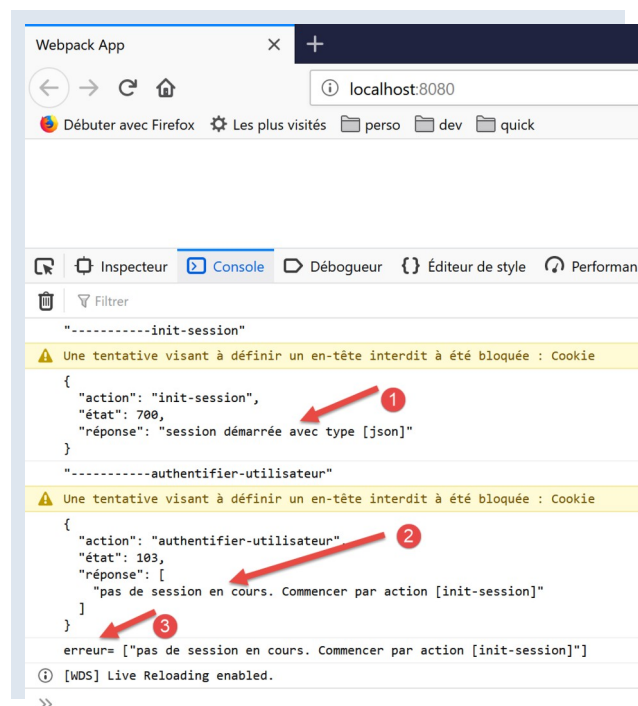 Webpack App
localhost:8080
Débuter avec Firefox Les plus visités perso dev quick
Inspecteur Console Débogueur {} Éditeur de style Performan
Filtrer
"-----------init-session"
Une tentative visant à définir un en-tête interdit à été bloquée : Cookie
{
"action": "init-session",
1
"état": 700,
"réponse": "session démarrée avec type [json]"
}
"-----------authentifier-utilisateur"
Une tentative visant à définir un en-tête interdit à été bloquée : Cookie
{
"action": "authentifier-utilisateur",
2
"état": 103,
"réponse": [
"pas de session en cours. Commencer par action [init-session]"
]
}
3
erreur= ["pas de session en cours. Commencer par action [init-session]"]
[WDS] Live Reloading enabled.